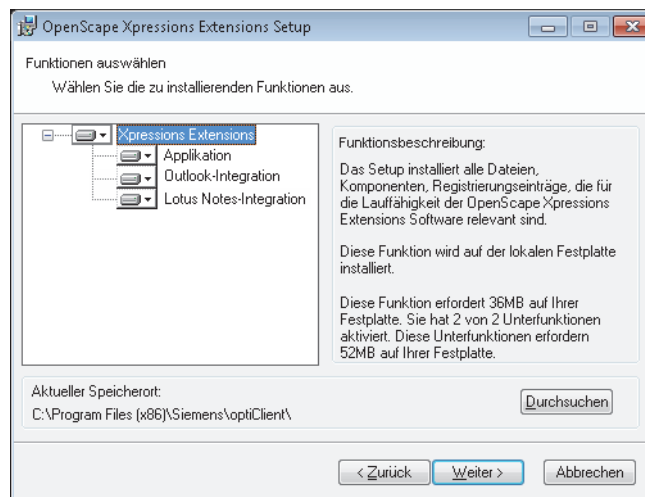 OpenScape Xpressions Extensions Setup
Funktionen auswählen
Wählen Sie die zu installierenden Funktionen aus.
Xpressions Extensions
Applikation
Outlook-Integration
Lotus Notes-Integration
Funktionsbeschreibung:
Das Setup installiert alle Dateien,
Komponenten, Registrierungseinträge, die für
die Lauffähigkeit der OpenScape Xpressions
Extensions Software relevant sind.
Diese Funktion wird auf der lokalen Festplatte
installiert.
Diese Funktion erfordert 36MB auf Ihrer
Festplatte. Sie hat 2 von 2 Unterfunktionen
aktiviert. Diese Unterfunktionen erfordern
52MB auf Ihrer Festplatte.
Aktueller Speicherort:
C:\Program Files (x86)\Siemens\optiClient\
Durchsuchen
< Zurück
Weiter >
Abbrechen